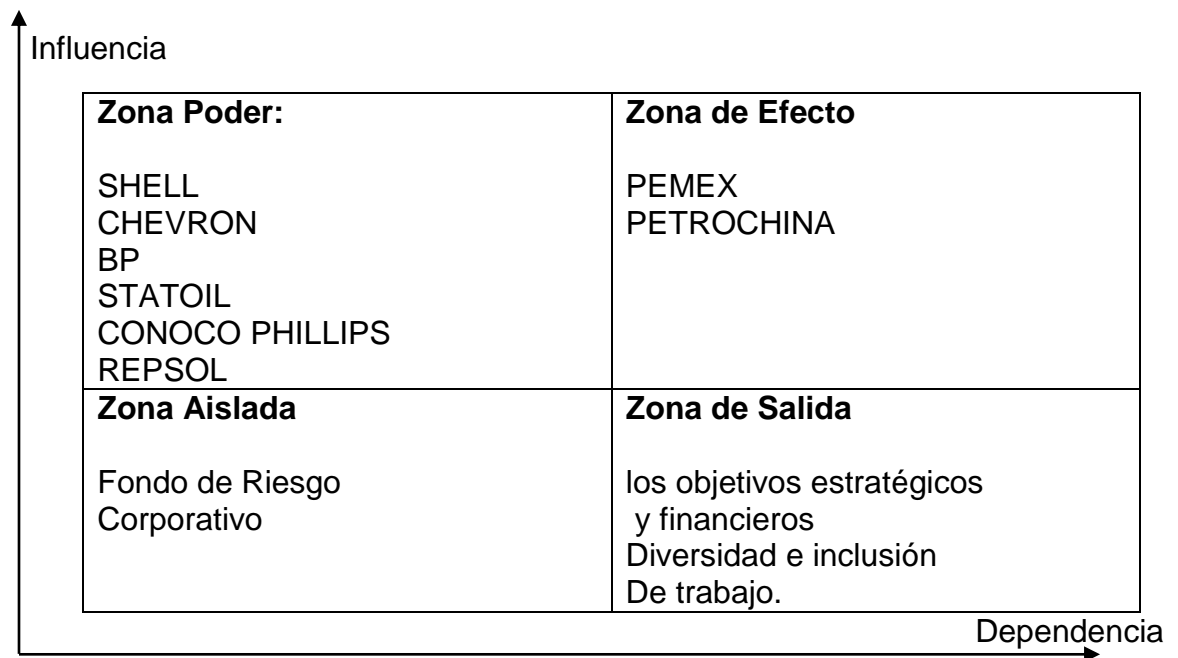 Influencia
Zona Poder:
SHELL
CHEVRON
BP
STATOIL
CONOCO PHILLIPS
REPSOL
Zona de Efecto
PEMEX
PETROCHINA
Zona Aislada
Fondo de Riesgo
Corporativo
Zona de Salida
los objetivos estratégicos
y financieros
Diversidad e inclusión
De trabajo.
Dependencia